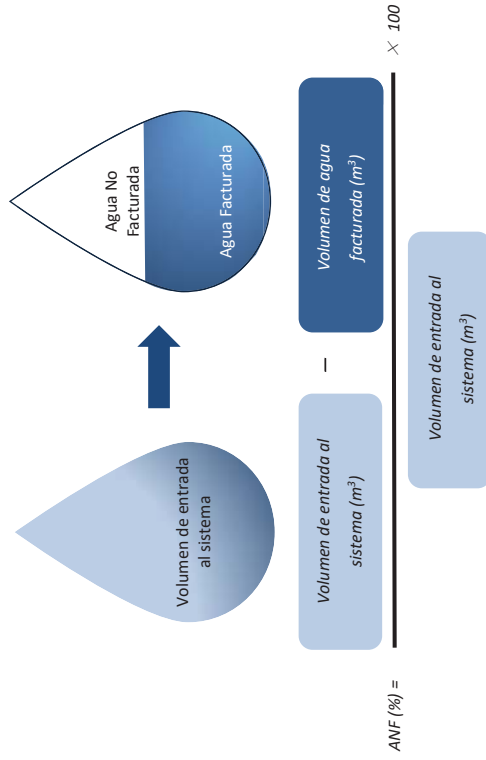 Volumen de entrada
al sistema
Agua No
Facturada
Agua Facturada
ANF (%) =
Volumen de entrada al
sistema (m³)
–
Volumen de agua
facturada (m³)
× 100
Volumen de entrada al
sistema (m³)